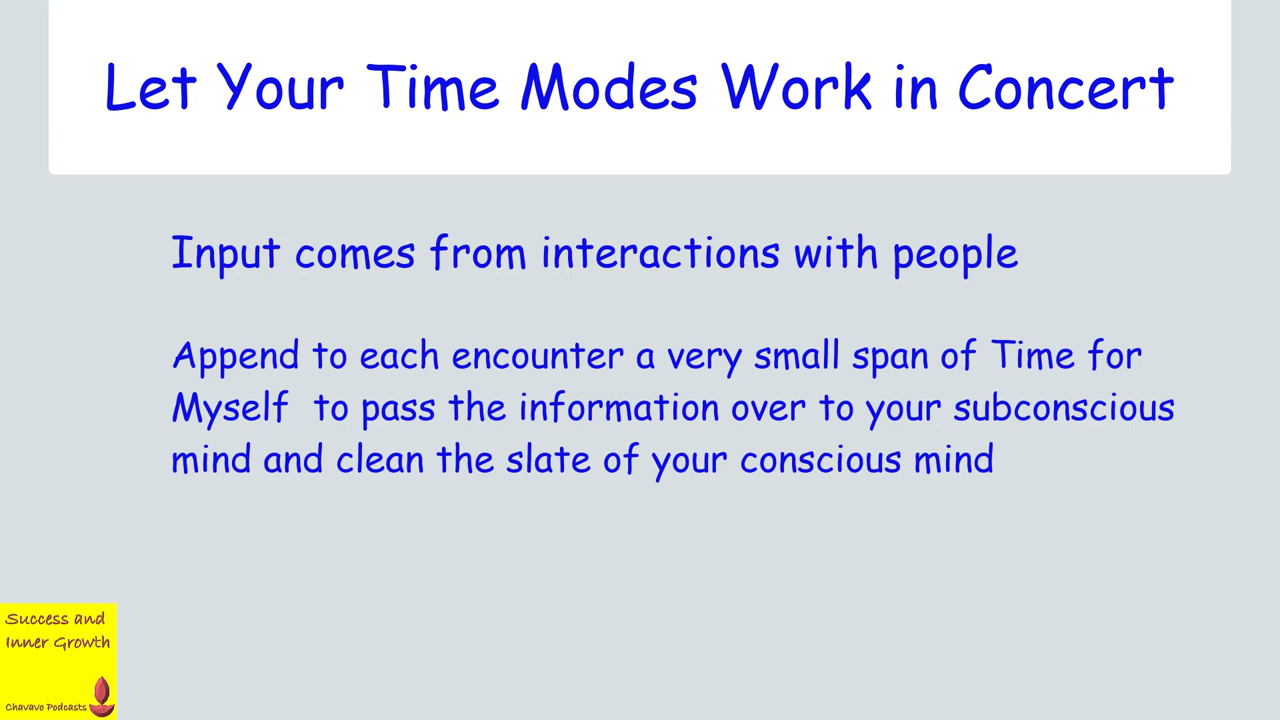 Let Your Time Modes Work in Concert
Input comes from interactions with people
Append to each encounter a very small span of Time for
Myself  to pass the information over to your subconscious
mind and clean the slate of your conscious mind
Success and
Inner Growth
Chavavo Podcasts